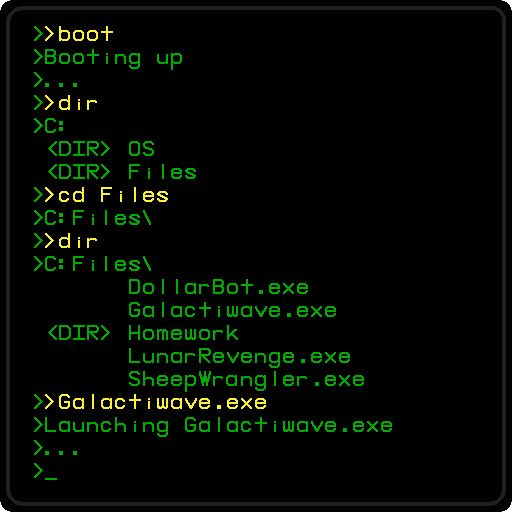 >>boot
>Booting up
>...
>>dir
>C:
<DIR> OS
<DIR> Files
>>cd Files
>C:Files\
>>dir
>C:Files\
DollarBot.exe
Galactiwave.exe
<DIR> Homework
LunarRevenge.exe
SheepWrangler.exe
>>Galactiwave.exe
>Launching Galactiwave.exe
>...
>_